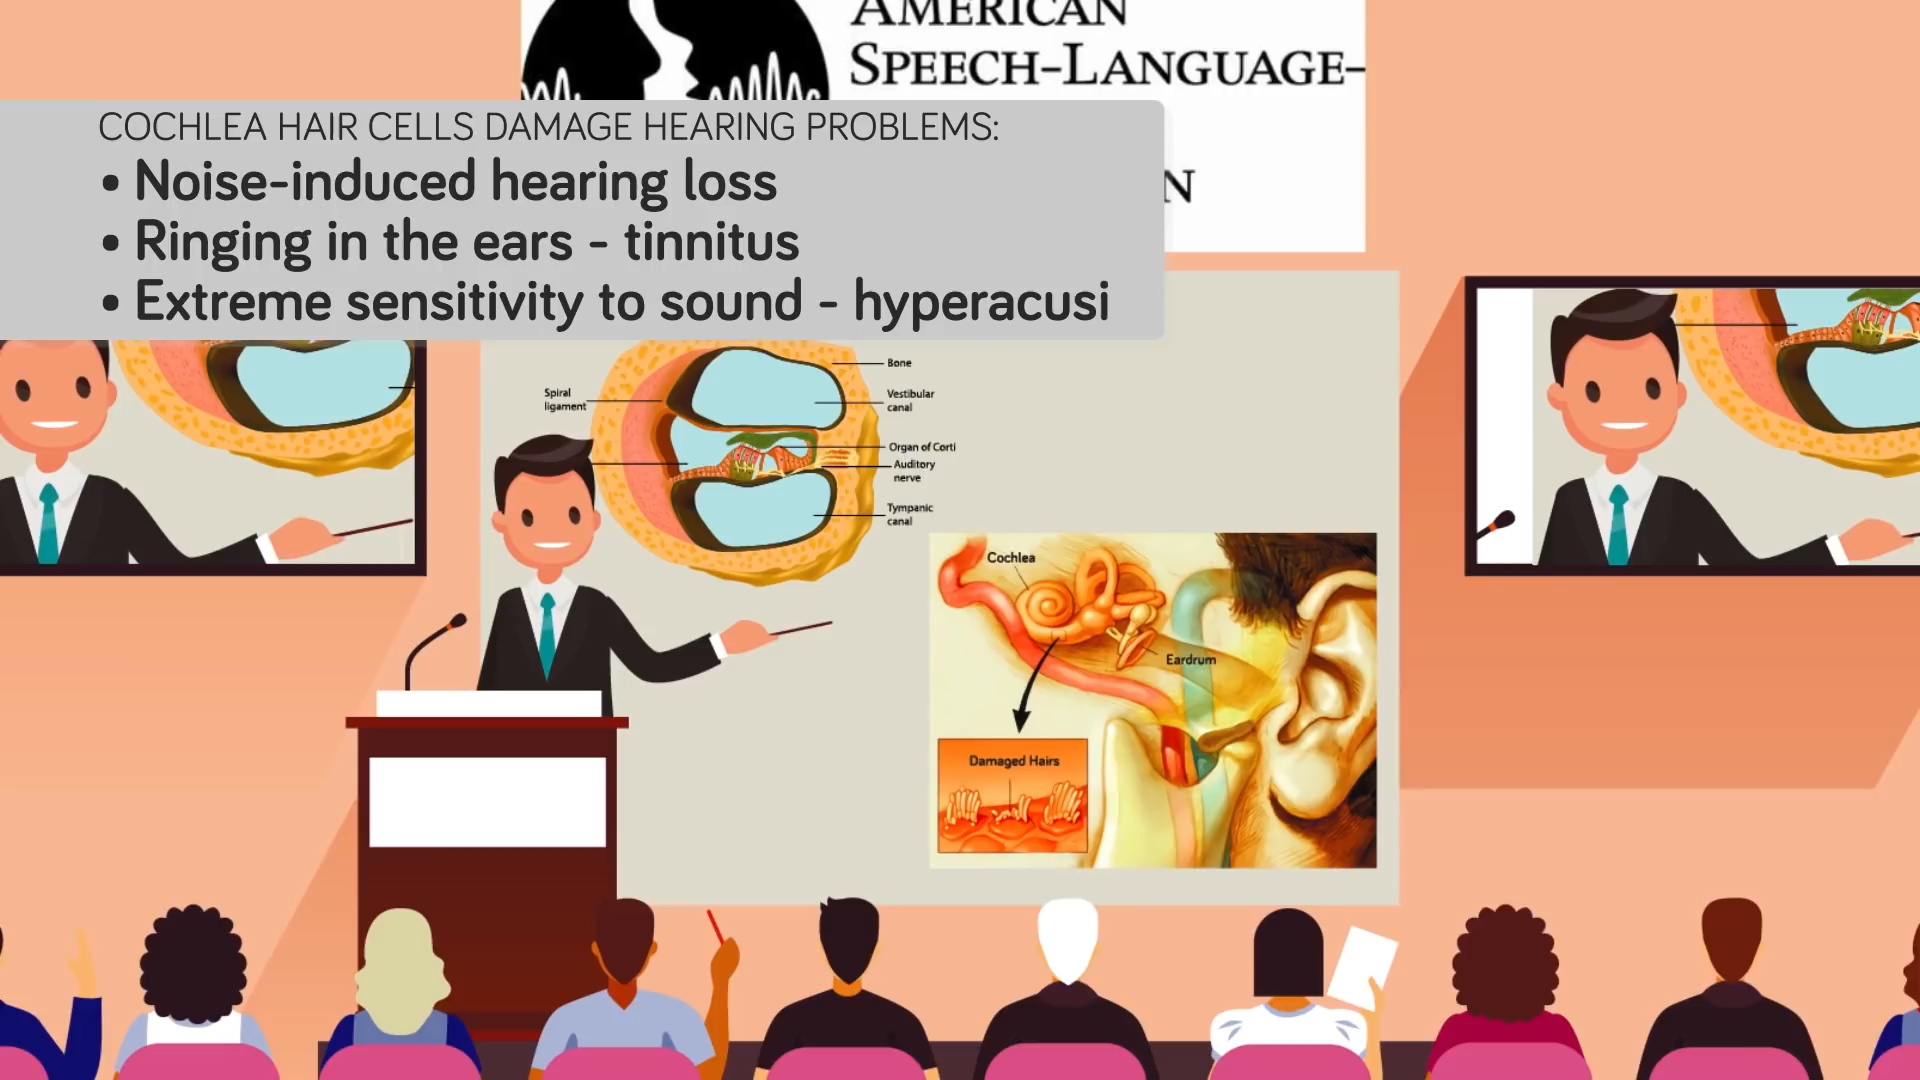 AMERICAN
SPEECH-LANGUAGE-
N
COCHLEA HAIR CELLS DAMAGE HEARING PROBLEMS:
• Noise-induced hearing loss
• Ringing in the ears - tinnitus
• Extreme sensitivity to sound - hyperacusi
Bone
Spiral
ligament
Vestibular
canal
Organ of Corti
Auditory
nerve
Tympanic
canal
Cochlea
Eardrum
Damaged Hairs